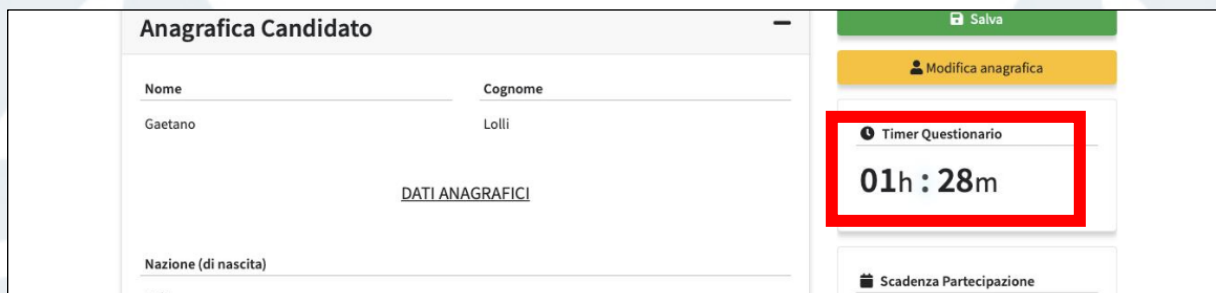 Anagrafica Candidato
Nome
Cognome
Gaetano
Lolli
DATI ANAGRAFICI
Nazione (di nascita)
Salva
Modifica anagrafica
Timer Questionario
01h : 28m
Scadenza Partecipazione